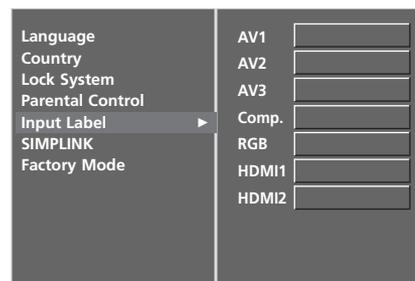 Language
Country
Lock System
Parental Control
Input Label ►
SIMPLINK
Factory Mode
AV1
AV2
AV3
Comp.
RGB
HDMI1
HDMI2